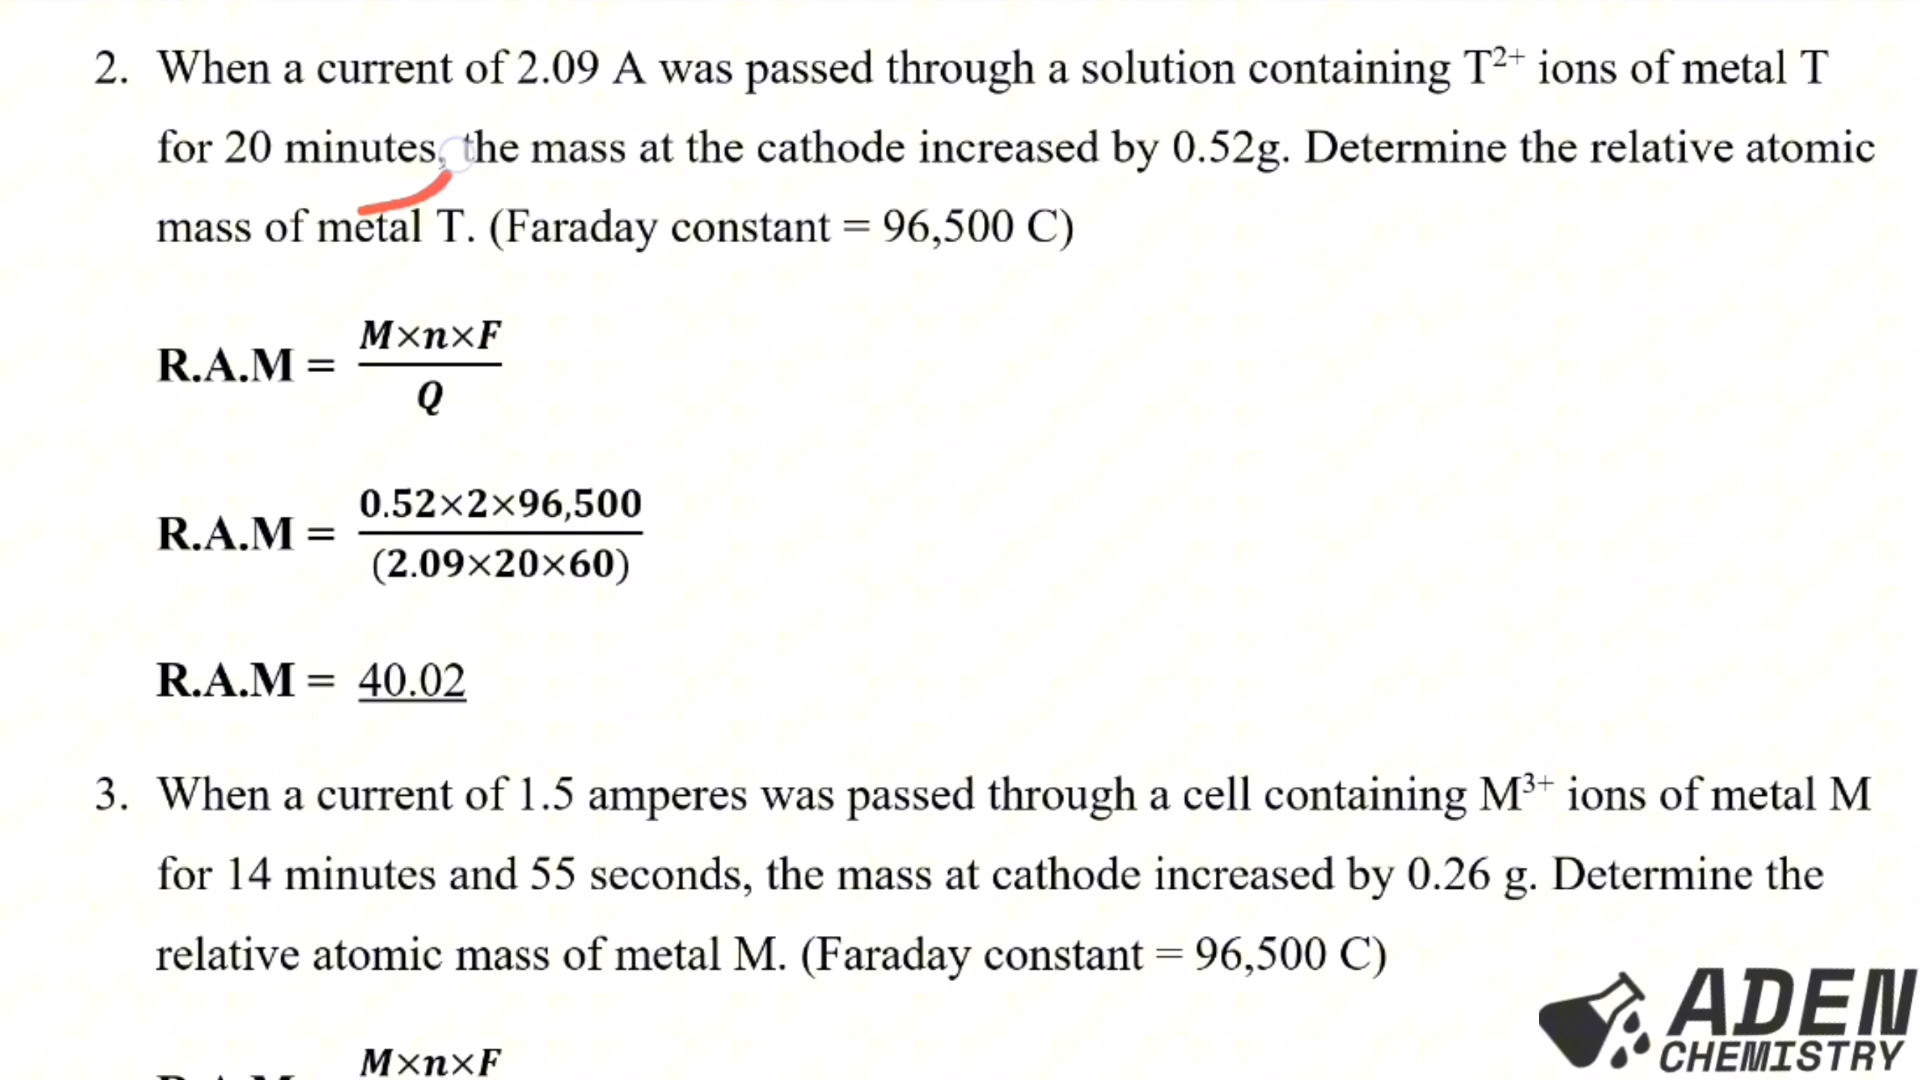 2. When a current of 2.09 A was passed through a solution containing T²⁺ ions of metal T
for 20 minutes, the mass at the cathode increased by 0.52g. Determine the relative atomic
mass of metal T. (Faraday constant = 96,500 C)
R.A.M = M×n×F / Q
R.A.M = 0.52×2×96,500 / (2.09×20×60)
R.A.M = 40.02
3. When a current of 1.5 amperes was passed through a cell containing M³⁺ ions of metal M
for 14 minutes and 55 seconds, the mass at cathode increased by 0.26 g. Determine the
relative atomic mass of metal M. (Faraday constant = 96,500 C)
M×n×F
ADEN
CHEMISTRY